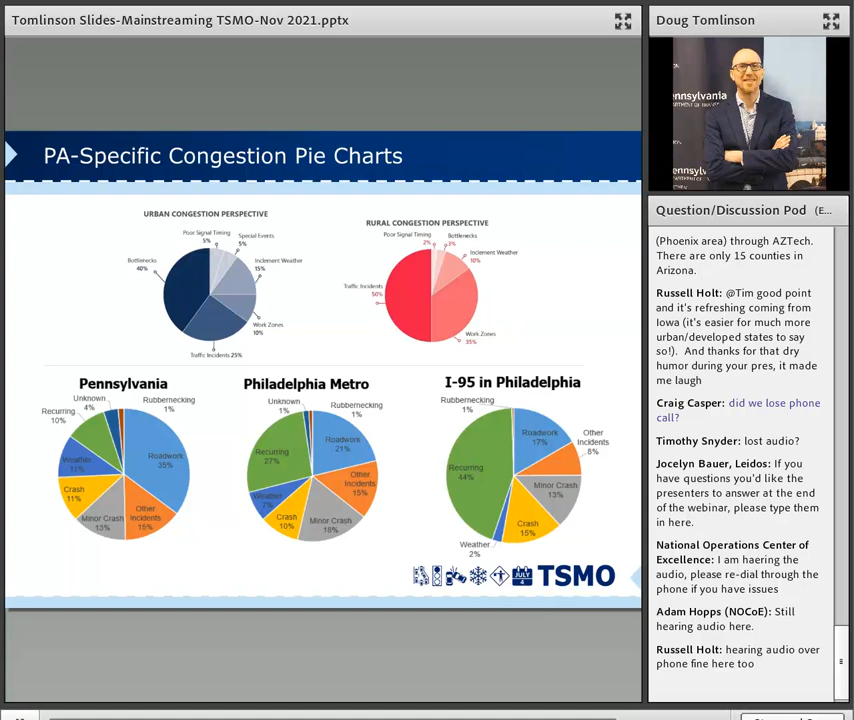 Tomlinson Slides-Mainstreaming TSMO-Nov 2021.pptx
PA-Specific Congestion Pie Charts
URBAN CONGESTION PERSPECTIVE
Poor Signal Timing
5%
Special Events
5%
Bottlenecks
40%
Inclement Weather
15%
Work Zones
10%
Traffic Incidents 25%
RURAL CONGESTION PERSPECTIVE
Poor Signal Timing
2%
Bottlenecks
3%
Inclement Weather
10%
Traffic Incidents
50%
Work Zones
35%
Pennsylvania
Unknown
4%
Rubbernecking
1%
Recurring
10%
Roadwork
35%
Weather
11%
Crash
11%
Minor Crash
13%
Other
Incidents
15%
Philadelphia Metro
Unknown
1%
Rubbernecking
1%
Roadwork
21%
Recurring
27%
Other
Incidents
15%
Weather
7%
Crash
10%
Minor Crash
18%
I-95 in Philadelphia
Rubbernecking
1%
Roadwork
17%
Other
Incidents
8%
Recurring
44%
Minor Crash
13%
Crash
15%
Weather
2%
JULY
4
TSMO
Doug Tomlinson
ennsylvania
Question/Discussion Pod (E...
(Phoenix area) through AZTech.
There are only 15 counties in
Arizona.
Russell Holt: @Tim good point
and it's refreshing coming from
Iowa (it's easier for much more
urban/developed states to say
so!). And thanks for that dry
humor during your pres, it made
me laugh
Craig Casper: did we lose phone
call?
Timothy Snyder: lost audio?
Jocelyn Bauer, Leidos: If you
have questions you'd like the
presenters to answer at the end
of the webinar, please type them
in here.
National Operations Center of
Excellence: I am haering the
audio, please re-dial through the
phone if you have issues
Adam Hopps (NOCoE): Still
hearing audio here.
Russell Holt: hearing audio over
phone fine here too